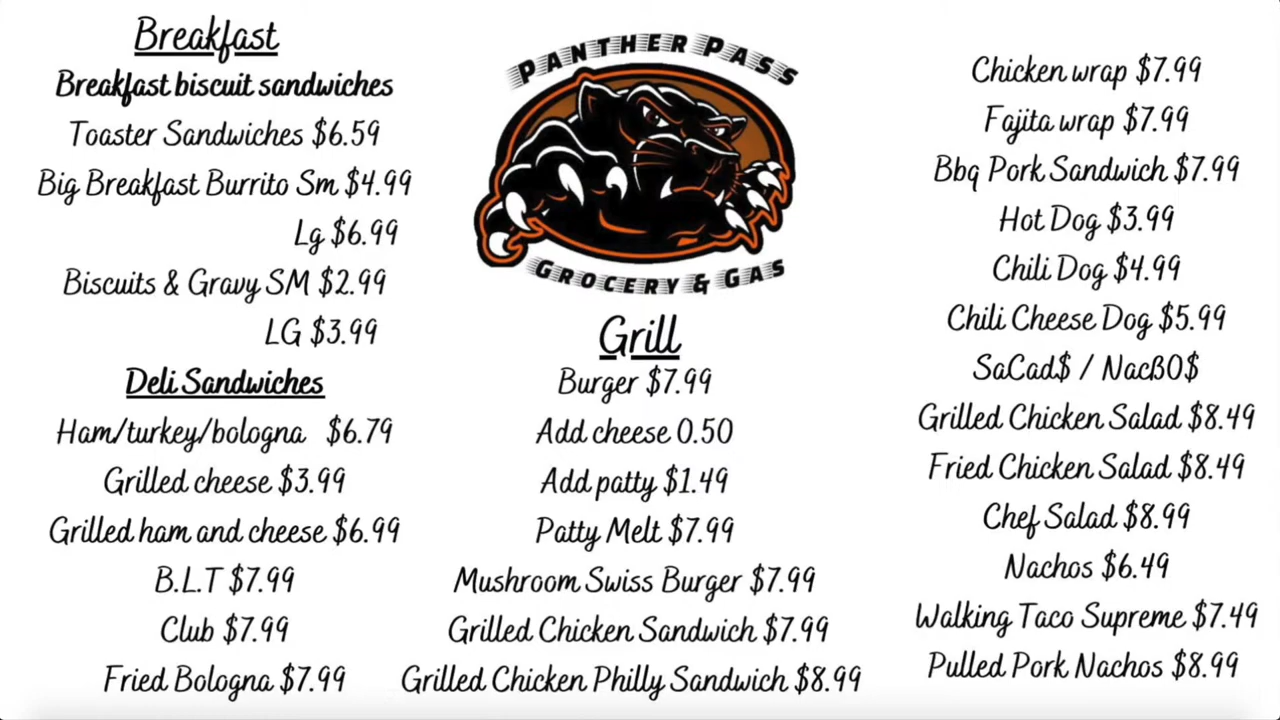 Breakfast
Breakfast biscuit sandwiches
Toaster Sandwiches $6.59
Big Breakfast Burrito Sm $4.99
Lg $6.99
Biscuits & Gravy SM $2.99
LG $3.99
Deli Sandwiches
Ham/turkey/bologna $6.79
Grilled cheese $3.99
Grilled ham and cheese $6.99
B.L.T $7.99
Club $7.99
Fried Bologna $7.99
PANTHER PASS
GROCERY & GAS
Grill
Burger $7.99
Add cheese 0.50
Add patty $1.49
Patty Melt $7.99
Mushroom Swiss Burger $7.99
Grilled Chicken Sandwich $7.99
Grilled Chicken Philly Sandwich $8.99
Chicken wrap $7.99
Fajita wrap $7.99
Bbq Pork Sandwich $7.99
Hot Dog $3.99
Chili Dog $4.99
Chili Cheese Dog $5.99
SaCad$ / NacßO$
Grilled Chicken Salad $8.49
Fried Chicken Salad $8.49
Chef Salad $8.99
Nachos $6.49
Walking Taco Supreme $7.49
Pulled Pork Nachos $8.99